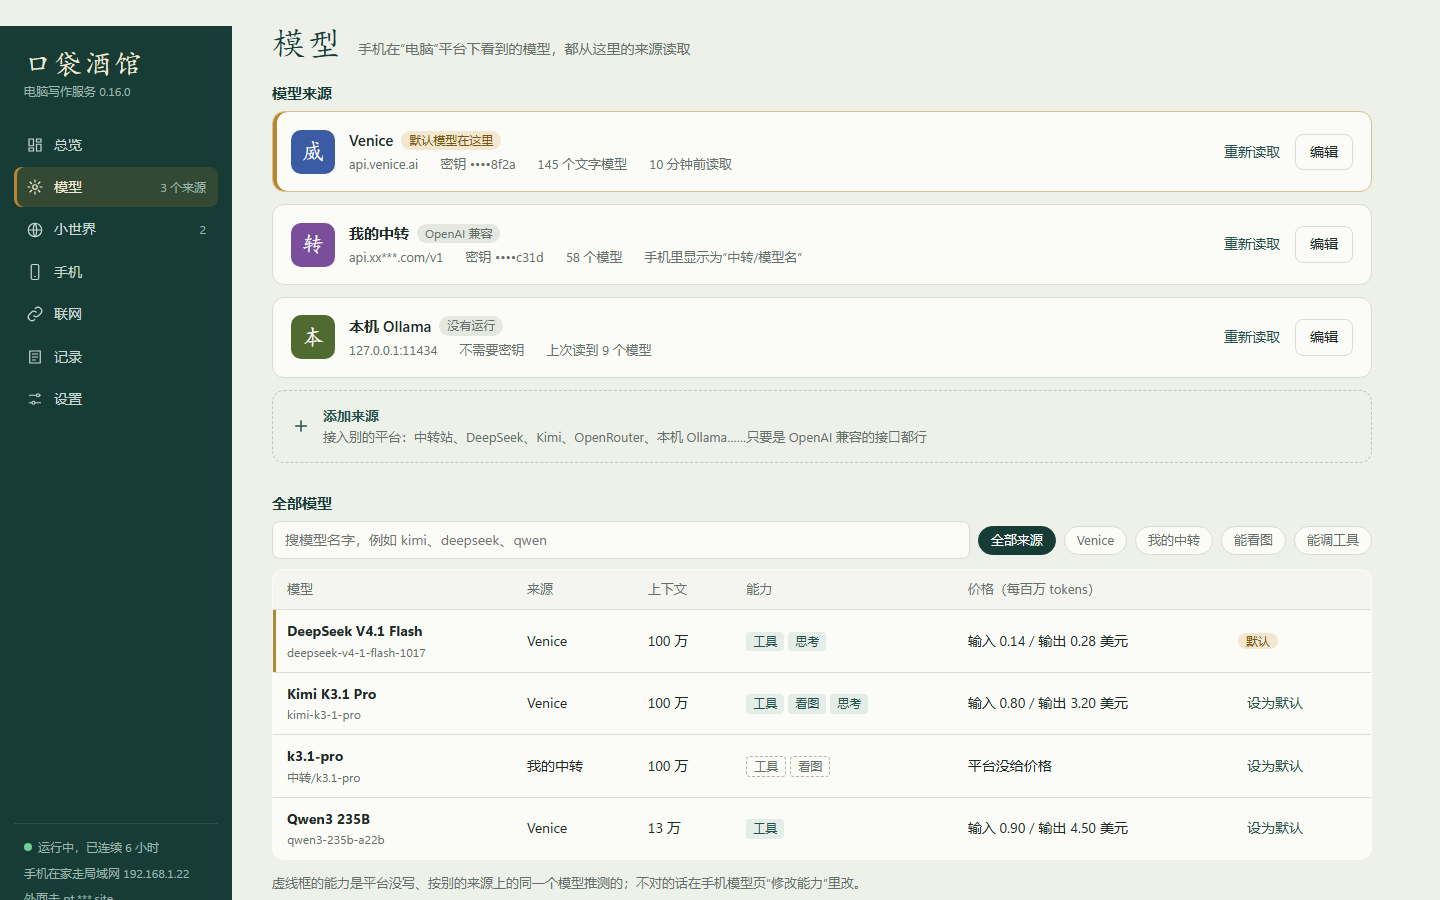 口袋酒馆
电脑写作服务 0.16.0
总览
模型 3 个来源
小世界 2
手机
联网
记录
设置
运行中，已连续 6 小时
手机在家走局域网 192.168.1.22
模型 手机在“电脑”平台下看到的模型，都从这里的来源读取
模型来源
威 Venice 默认模型在这里
api.venice.ai 密钥 ••••8f2a 145 个文字模型 10 分钟前读取
重新读取 编辑
转 我的中转 OpenAI 兼容
api.xx***.com/v1 密钥 ••••c31d 58 个模型 手机里显示为“中转/模型名”
重新读取 编辑
本 本机 Ollama 没有运行
127.0.0.1:11434 不需要密钥 上次读到 9 个模型
重新读取 编辑
+ 添加来源
接入别的平台：中转站、DeepSeek、Kimi、OpenRouter、本机 Ollama……只要是 OpenAI 兼容的接口都行
全部模型
搜模型名字，例如 kimi、deepseek、qwen 全部来源 Venice 我的中转 能看图 能调工具
模型 来源 上下文 能力 价格（每百万 tokens）
DeepSeek V4.1 Flash
deepseek-v4-1-flash-1017
Venice 100 万 工具 思考 输入 0.14 / 输出 0.28 美元 默认
Kimi K3.1 Pro
kimi-k3-1-pro
Venice 100 万 工具 看图 思考 输入 0.80 / 输出 3.20 美元 设为默认
k3.1-pro
中转/k3.1-pro
我的中转 100 万 工具 看图 平台没给价格 设为默认
Qwen3 235B
qwen3-235b-a22b
Venice 13 万 工具 输入 0.90 / 输出 4.50 美元 设为默认
虚线框的能力是平台没写、按别的来源上的同一个模型推测的；不对的话在手机模型页“修改能力”里改。